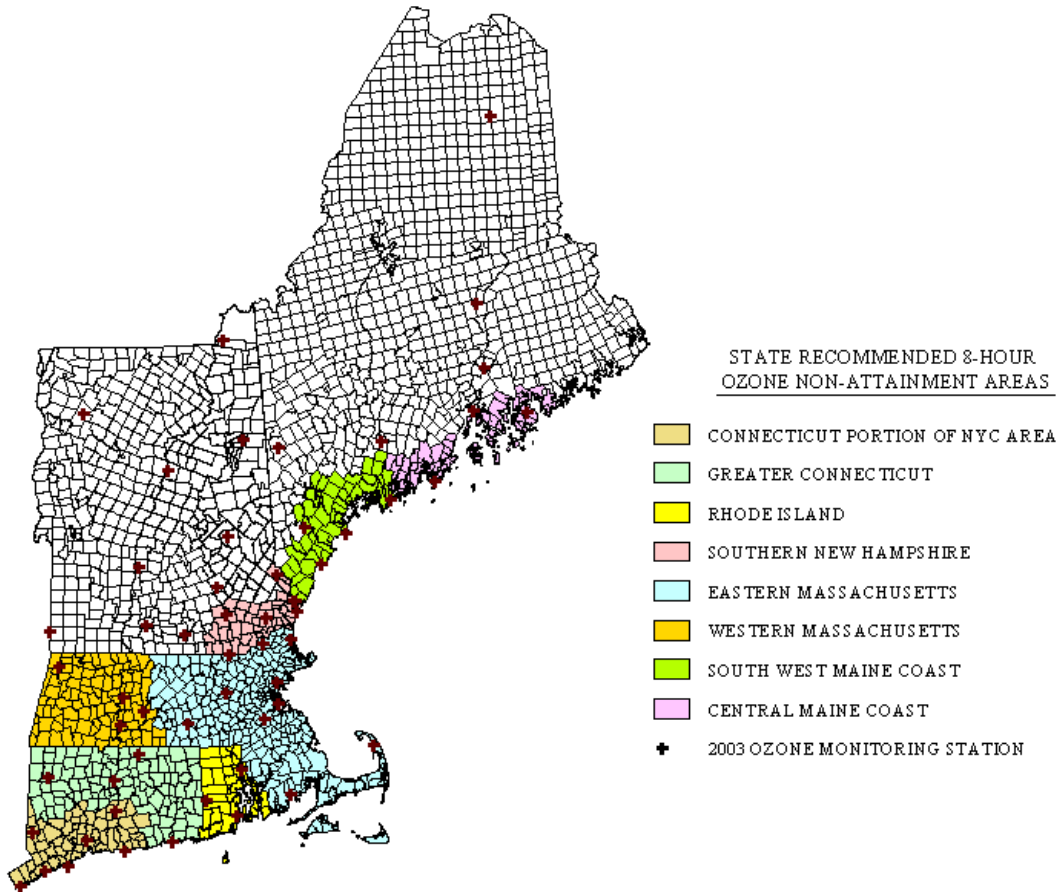 STATE RECOMMENDED 8-HOUR
OZONE NON-ATTAINMENT AREAS
CONNECTICUT PORTION OF NYC AREA
GREATER CONNECTICUT
RHODE ISLAND
SOUTHERN NEW HAMPSHIRE
EASTERN MASSACHUSETTS
WESTERN MASSACHUSETTS
SOUTH WEST MAINE COAST
CENTRAL MAINE COAST
2003 OZONE MONITORING STATION